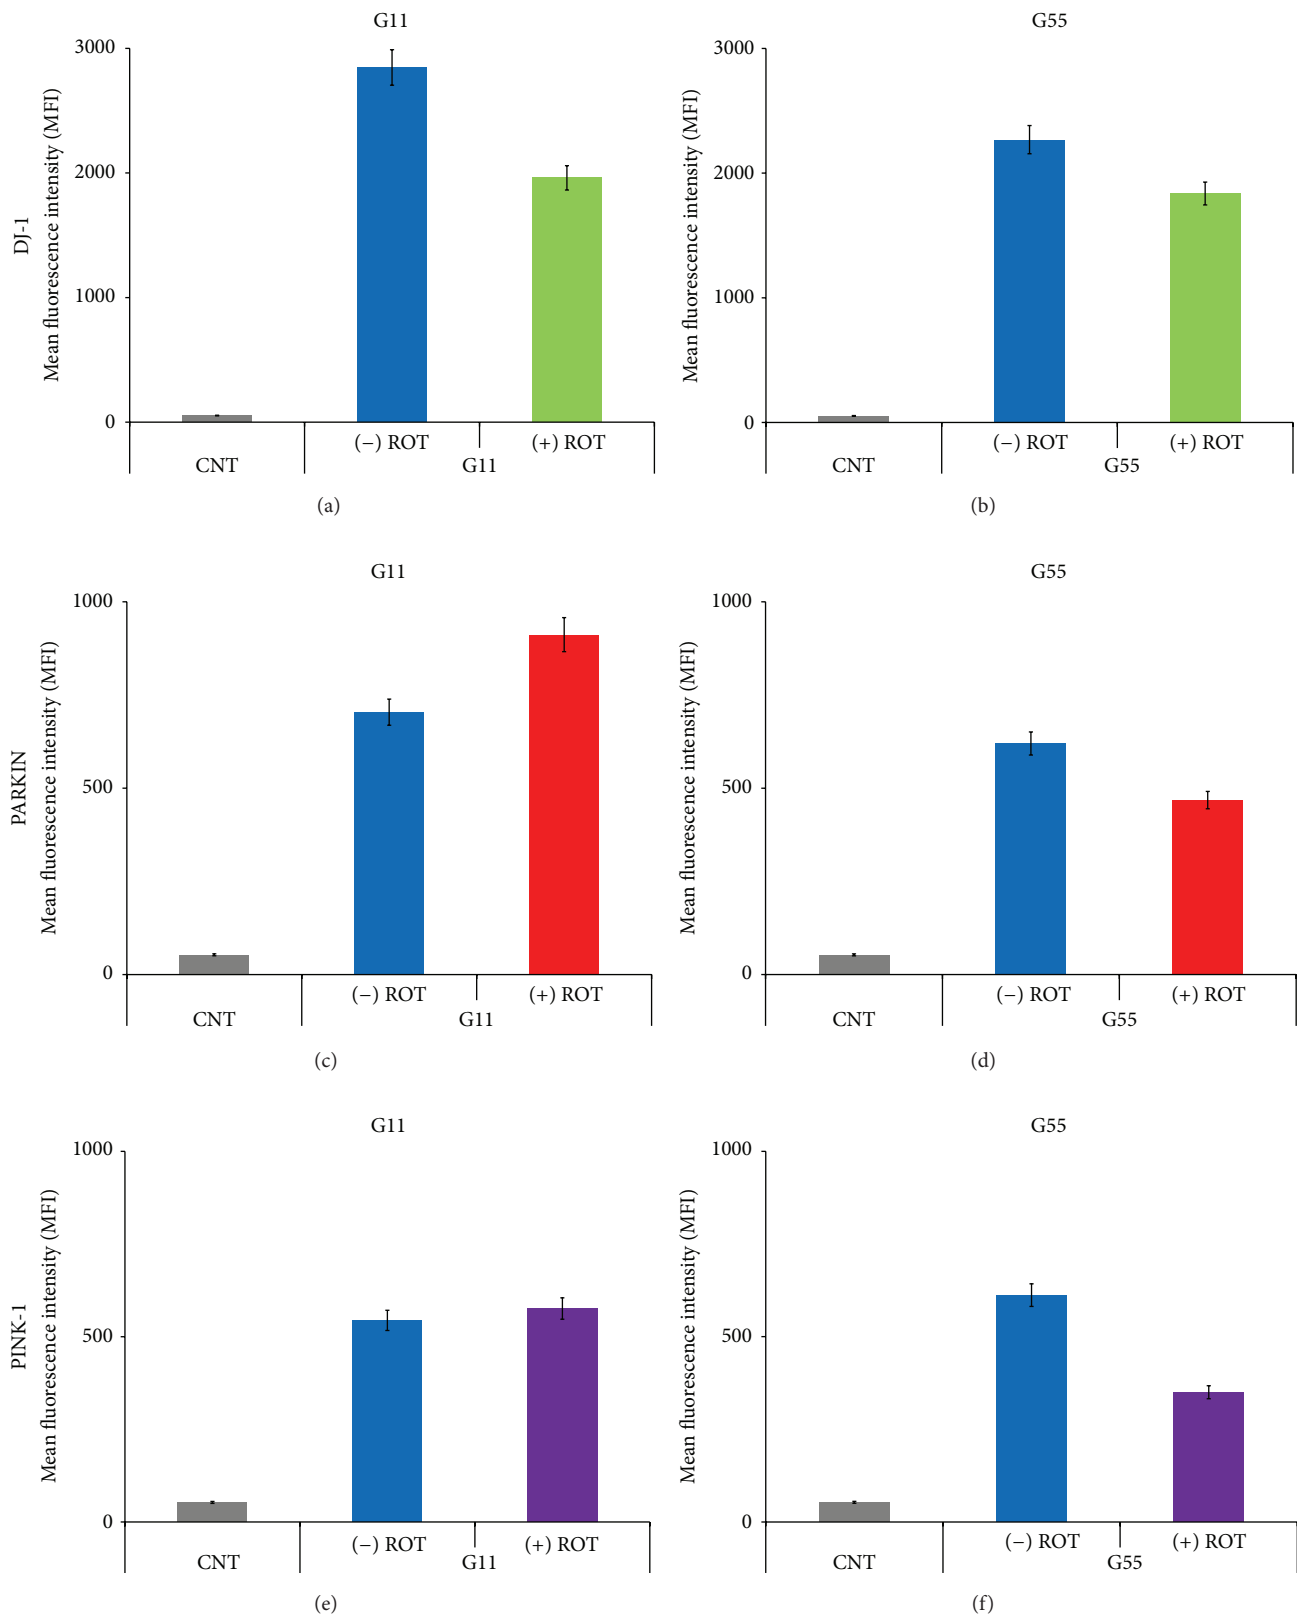 G11
DJ-1
Mean fluorescence intensity (MFI)
3000
2000
1000
0
(−) ROT
(+) ROT
CNT
G11
(a)
G55
Mean fluorescence intensity (MFI)
3000
2000
1000
0
(−) ROT
(+) ROT
CNT
G55
(b)
G11
PARKIN
Mean fluorescence intensity (MFI)
1000
500
0
(−) ROT
(+) ROT
CNT
G11
(c)
G55
Mean fluorescence intensity (MFI)
1000
500
0
(−) ROT
(+) ROT
CNT
G55
(d)
G11
PINK-1
Mean fluorescence intensity (MFI)
1000
500
0
(−) ROT
(+) ROT
CNT
G11
(e)
G55
Mean fluorescence intensity (MFI)
1000
500
0
(−) ROT
(+) ROT
CNT
G55
(f)